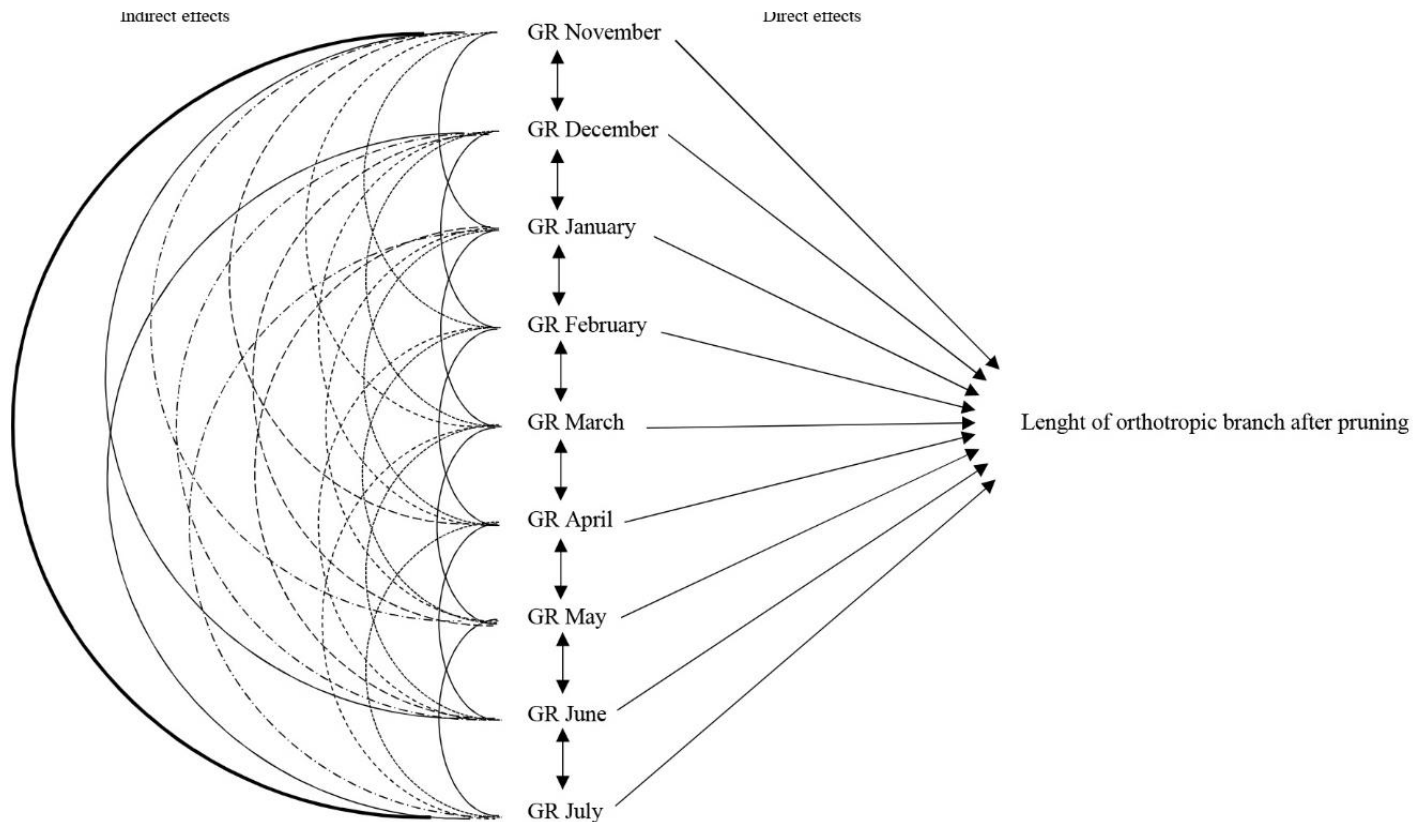 Indirect effects
Direct effects
GR November
GR December
GR January
GR February
GR March
Lenght of orthotropic branch after pruning
GR April
GR May
GR June
GR July